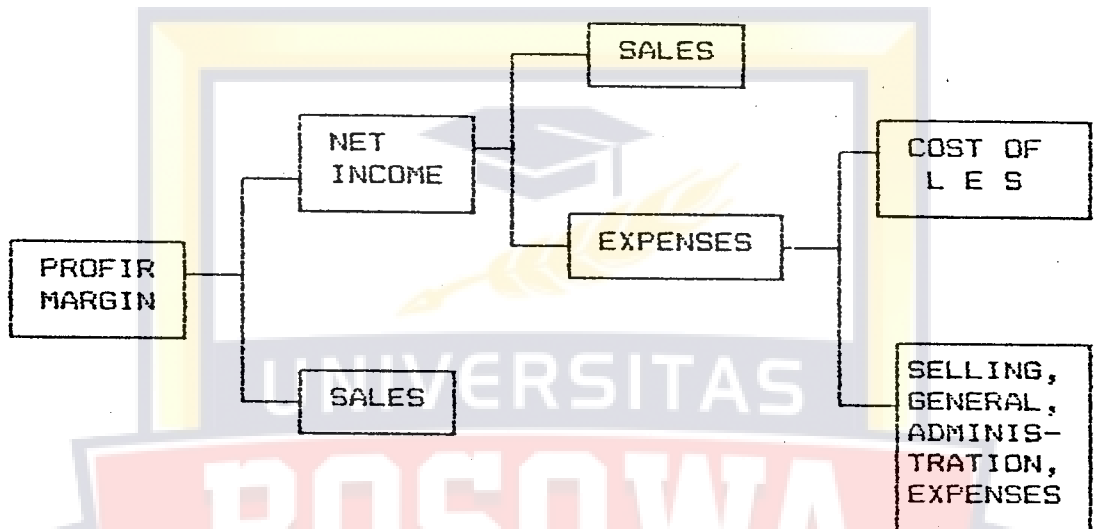 SALES
NET
INCOME
COST OF
L E S
EXPENSES
PROFIR
MARGIN
SALES
SELLING,
GENERAL,
ADMINIS-
TRATION,
EXPENSES
UNIVERSITAS
BOSOWA